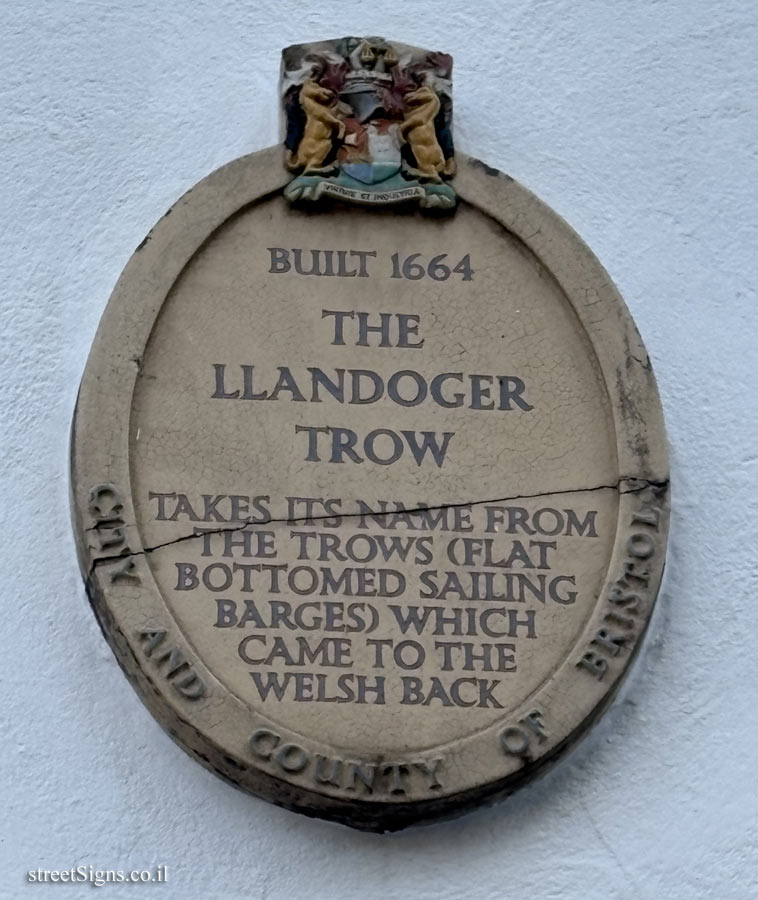 VIRTUTE ET INDUSTRIA
BUILT 1664
THE
LLANDOGER
TROW
TAKES ITS NAME FROM
THE TROWS (FLAT
BOTTOMED SAILING
BARGES) WHICH
CAME TO THE
WELSH BACK
CITY AND COUNTY OF BRISTOL
streetSigns.co.il